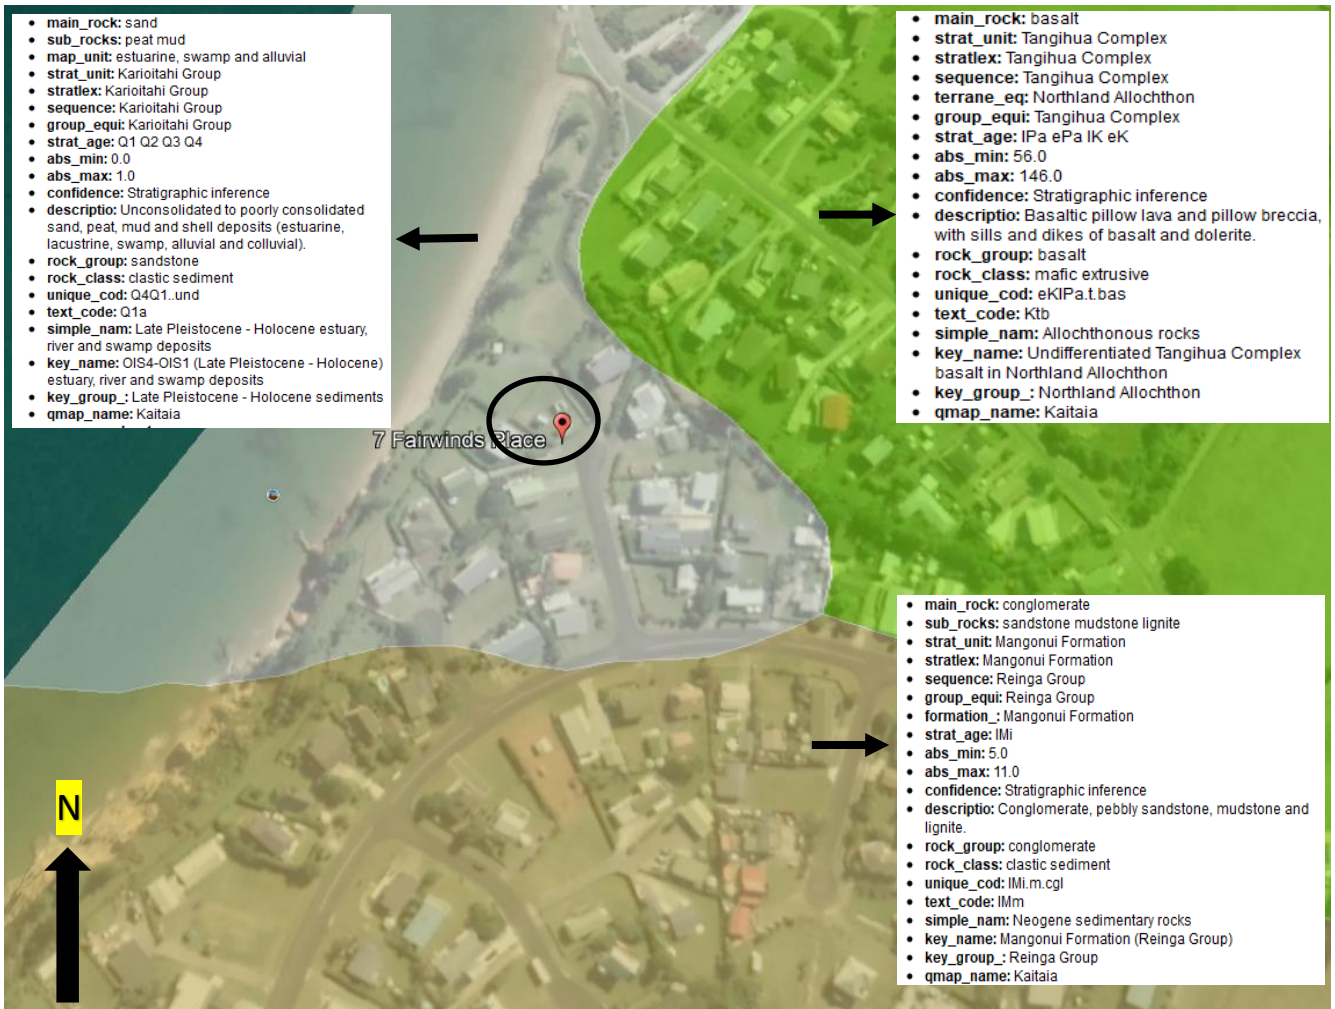 main_rock: sand
sub_rocks: peat mud
map_unit: estuarine, swamp and alluvial
strat_unit: Karioitahi Group
stratlex: Karioitahi Group
sequence: Karioitahi Group
group_equi: Karioitahi Group
strat_age: Q1 Q2 Q3 Q4
abs_min: 0.0
abs_max: 1.0
confidence: Stratigraphic inference
descriptio: Unconsolidated to poorly consolidated
sand, peat, mud and shell deposits (estuarine,
lacustrine, swamp, alluvial and colluvial).
rock_group: sandstone
rock_class: clastic sediment
unique_cod: Q4Q1..und
text_code: Q1a
simple_nam: Late Pleistocene - Holocene estuary,
river and swamp deposits
key_name: OIS4-OIS1 (Late Pleistocene - Holocene)
estuary, river and swamp deposits
key_group_: Late Pleistocene - Holocene sediments
qmap_name: Kaitaia
main_rock: basalt
strat_unit: Tangihua Complex
stratlex: Tangihua Complex
sequence: Tangihua Complex
terrane_eq: Northland Allochthon
group_equi: Tangihua Complex
strat_age: lPa ePa lK eK
abs_min: 56.0
abs_max: 146.0
confidence: Stratigraphic inference
descriptio: Basaltic pillow lava and pillow breccia,
with sills and dikes of basalt and dolerite.
rock_group: basalt
rock_class: mafic extrusive
unique_cod: eKlPa.t.bas
text_code: Ktb
simple_nam: Allochthonous rocks
key_name: Undifferentiated Tangihua Complex
basalt in Northland Allochthon
key_group_: Northland Allochthon
qmap_name: Kaitaia
7 Fairwinds Place
main_rock: conglomerate
sub_rocks: sandstone mudstone lignite
strat_unit: Mangonui Formation
stratlex: Mangonui Formation
sequence: Reinga Group
group_equi: Reinga Group
formation_: Mangonui Formation
strat_age: lMi
abs_min: 5.0
abs_max: 11.0
confidence: Stratigraphic inference
descriptio: Conglomerate, pebbly sandstone, mudstone and
lignite.
rock_group: conglomerate
rock_class: clastic sediment
unique_cod: lMi.m.cgl
text_code: lMm
simple_nam: Neogene sedimentary rocks
key_name: Mangonui Formation (Reinga Group)
key_group_: Reinga Group
qmap_name: Kaitaia
N